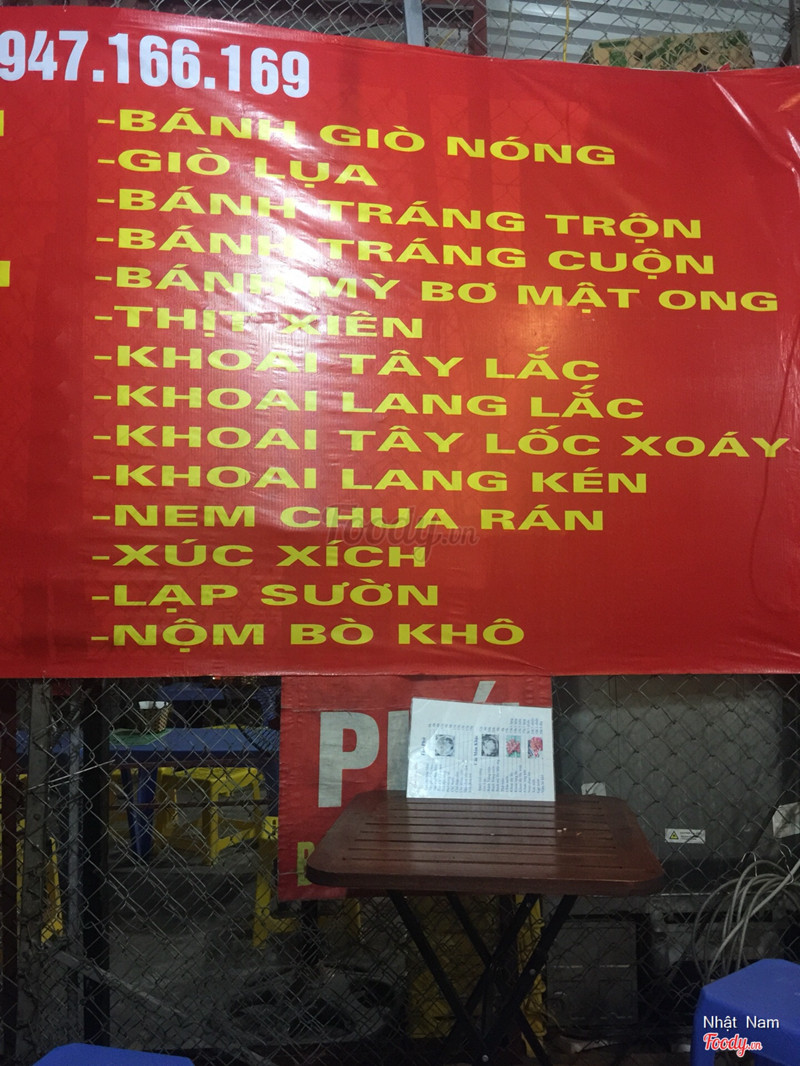 947.166.169
-BÁNH GIÒ NÓNG
-GIÒ LỤA
-BÁNH TRÁNG TRỘN
-BÁNH TRÁNG CUỘN
-BÁNH MỲ BƠ MẬT ONG
-THỊT XIÊN
-KHOAI TÂY LẮC
-KHOAI LANG LẮC
-KHOAI TÂY LỐC XOÁY
-KHOAI LANG KÉN
-NEM CHUA RÁN
-XÚC XÍCH
-LẠP SƯỜN
-NỘM BÒ KHÔ
Foody.vn
Nhật Nam
Foody.vn